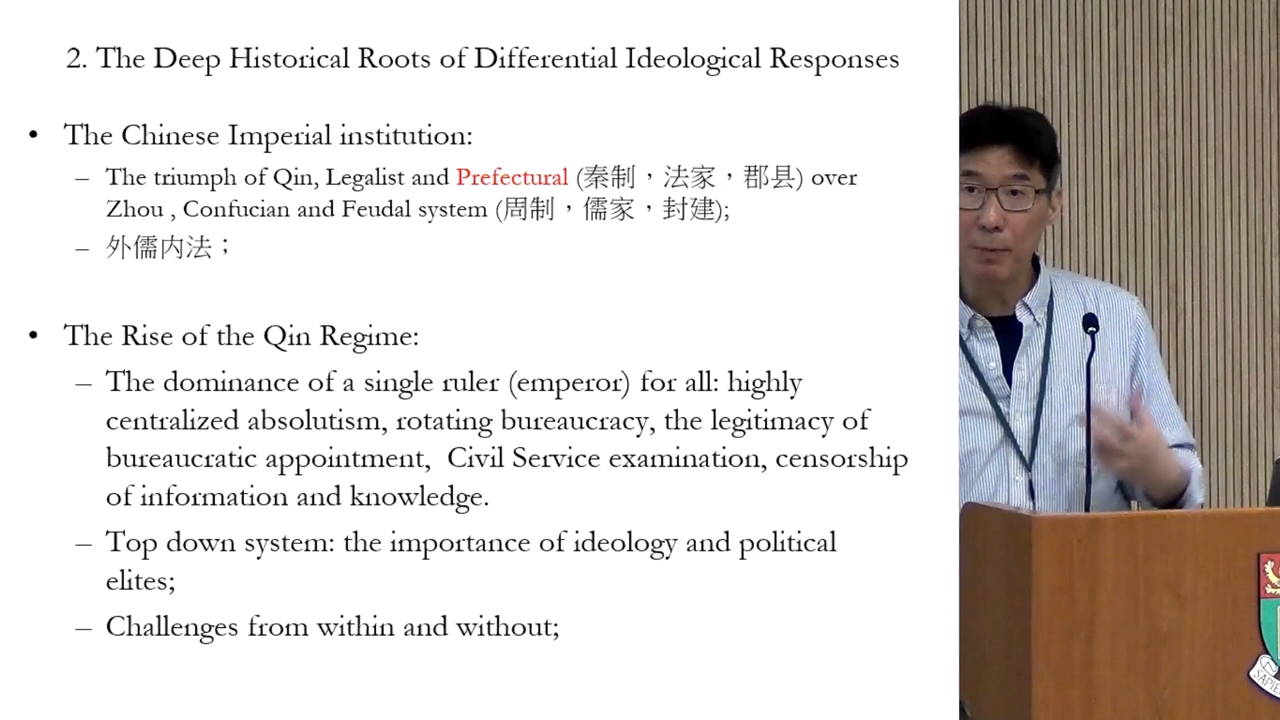 2. The Deep Historical Roots of Differential Ideological Responses
• The Chinese Imperial institution:
– The triumph of Qin, Legalist and Prefectural (秦制，法家，郡县) over
Zhou , Confucian and Feudal system (周制，儒家，封建);
– 外儒内法；
• The Rise of the Qin Regime:
– The dominance of a single ruler (emperor) for all: highly
centralized absolutism, rotating bureaucracy, the legitimacy of
bureaucratic appointment,  Civil Service examination, censorship
of information and knowledge.
– Top down system: the importance of ideology and political
elites;
– Challenges from within and without;
SAPIE